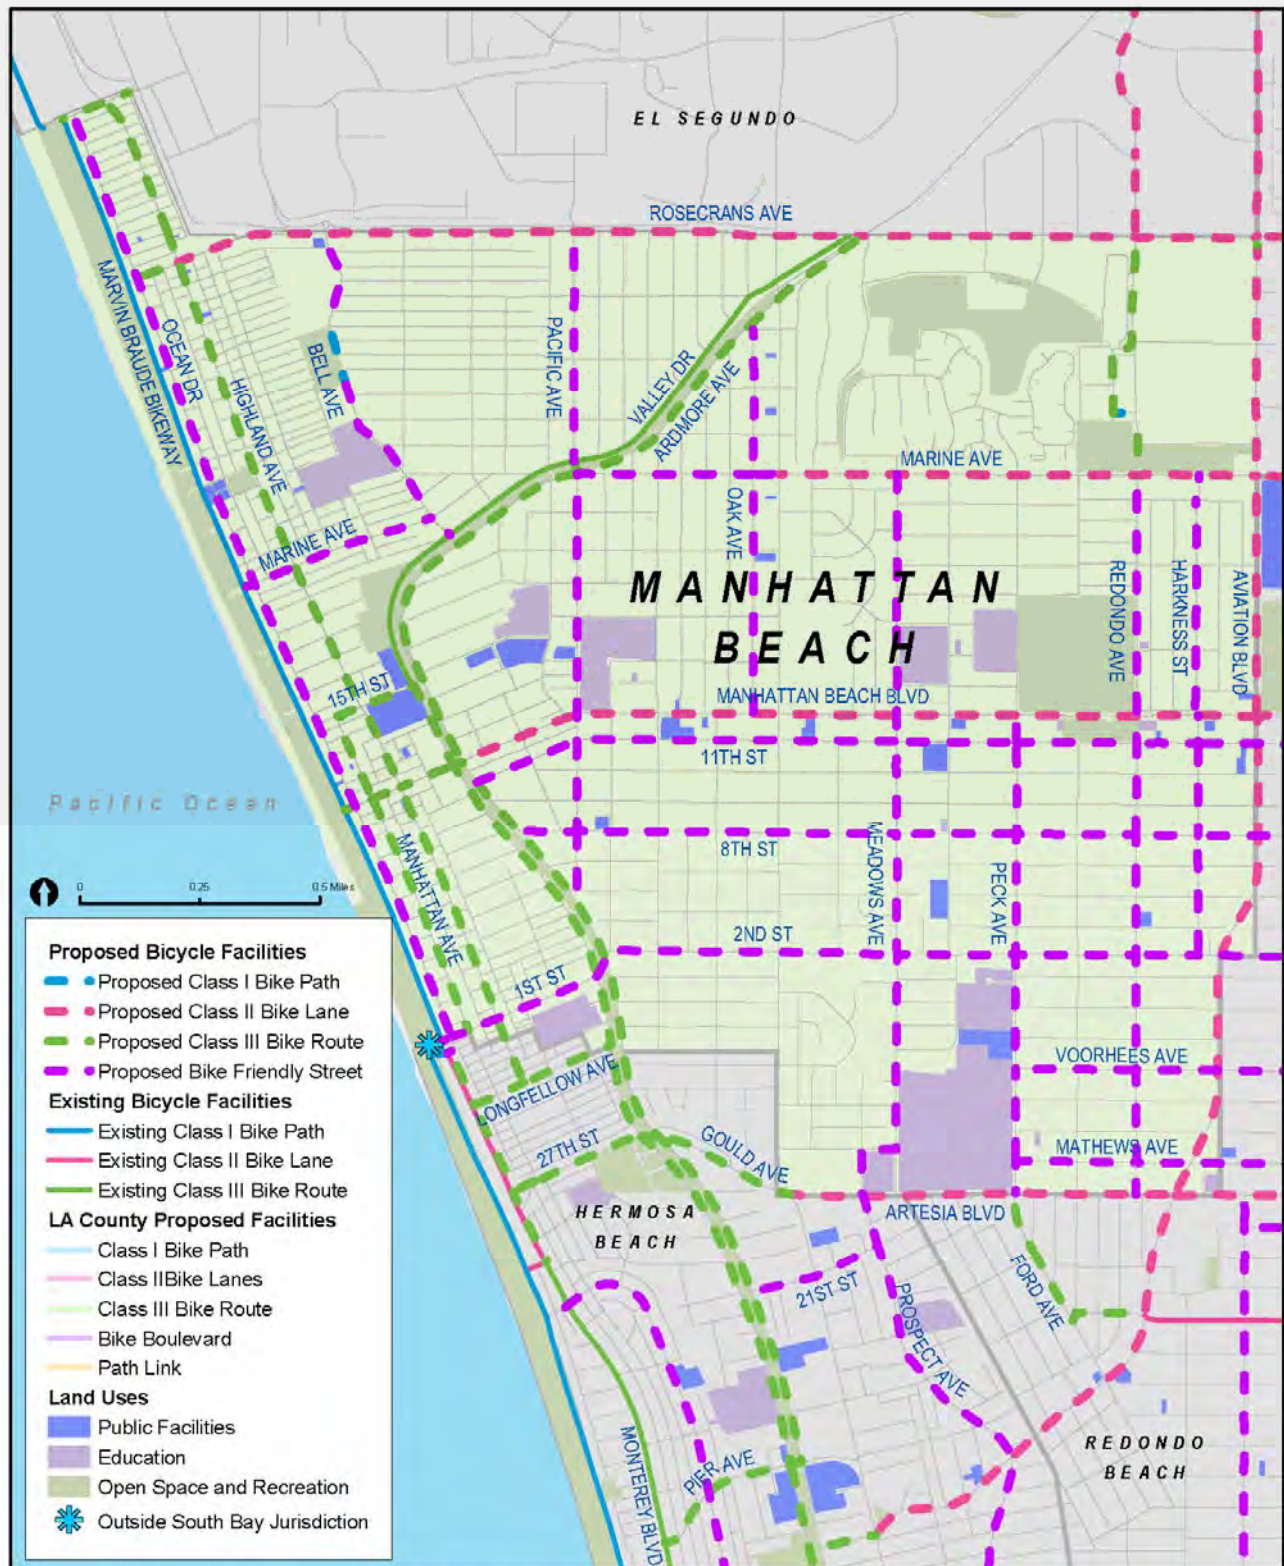 EL SEGUNDO
ROSECRANS AVE
MARVIN BRAUDE BIKEWAY
OCEAN DR
HIGHLAND AVE
BELL AVE
PACIFIC AVE
VALLEY DR
ARDMORE AVE
MARINE AVE
OAK AVE
MARINE AVE
MANHATTAN
BEACH
REDONDO AVE
HARKNESS ST
AVIATION BLVD
15TH ST
MANHATTAN BEACH BLVD
11TH ST
Pacific Ocean
MANHATTAN AVE
8TH ST
MEADOWS AVE
PECK AVE
0 0.25 0.5 Miles
2ND ST
1ST ST
VOORHEES AVE
LONGFELLOW AVE
27TH ST
GOULD AVE
MATHEWS AVE
HERMOSA
BEACH
ARTESIA BLVD
21ST ST
FORD AVE
PROSPECT AVE
MONTEREY BLVD
PIER AVE
REDONDO
BEACH
Proposed Bicycle Facilities
Proposed Class I Bike Path
Proposed Class II Bike Lane
Proposed Class III Bike Route
Proposed Bike Friendly Street
Existing Bicycle Facilities
Existing Class I Bike Path
Existing Class II Bike Lane
Existing Class III Bike Route
LA County Proposed Facilities
Class I Bike Path
Class IIBike Lanes
Class III Bike Route
Bike Boulevard
Path Link
Land Uses
Public Facilities
Education
Open Space and Recreation
Outside South Bay Jurisdiction